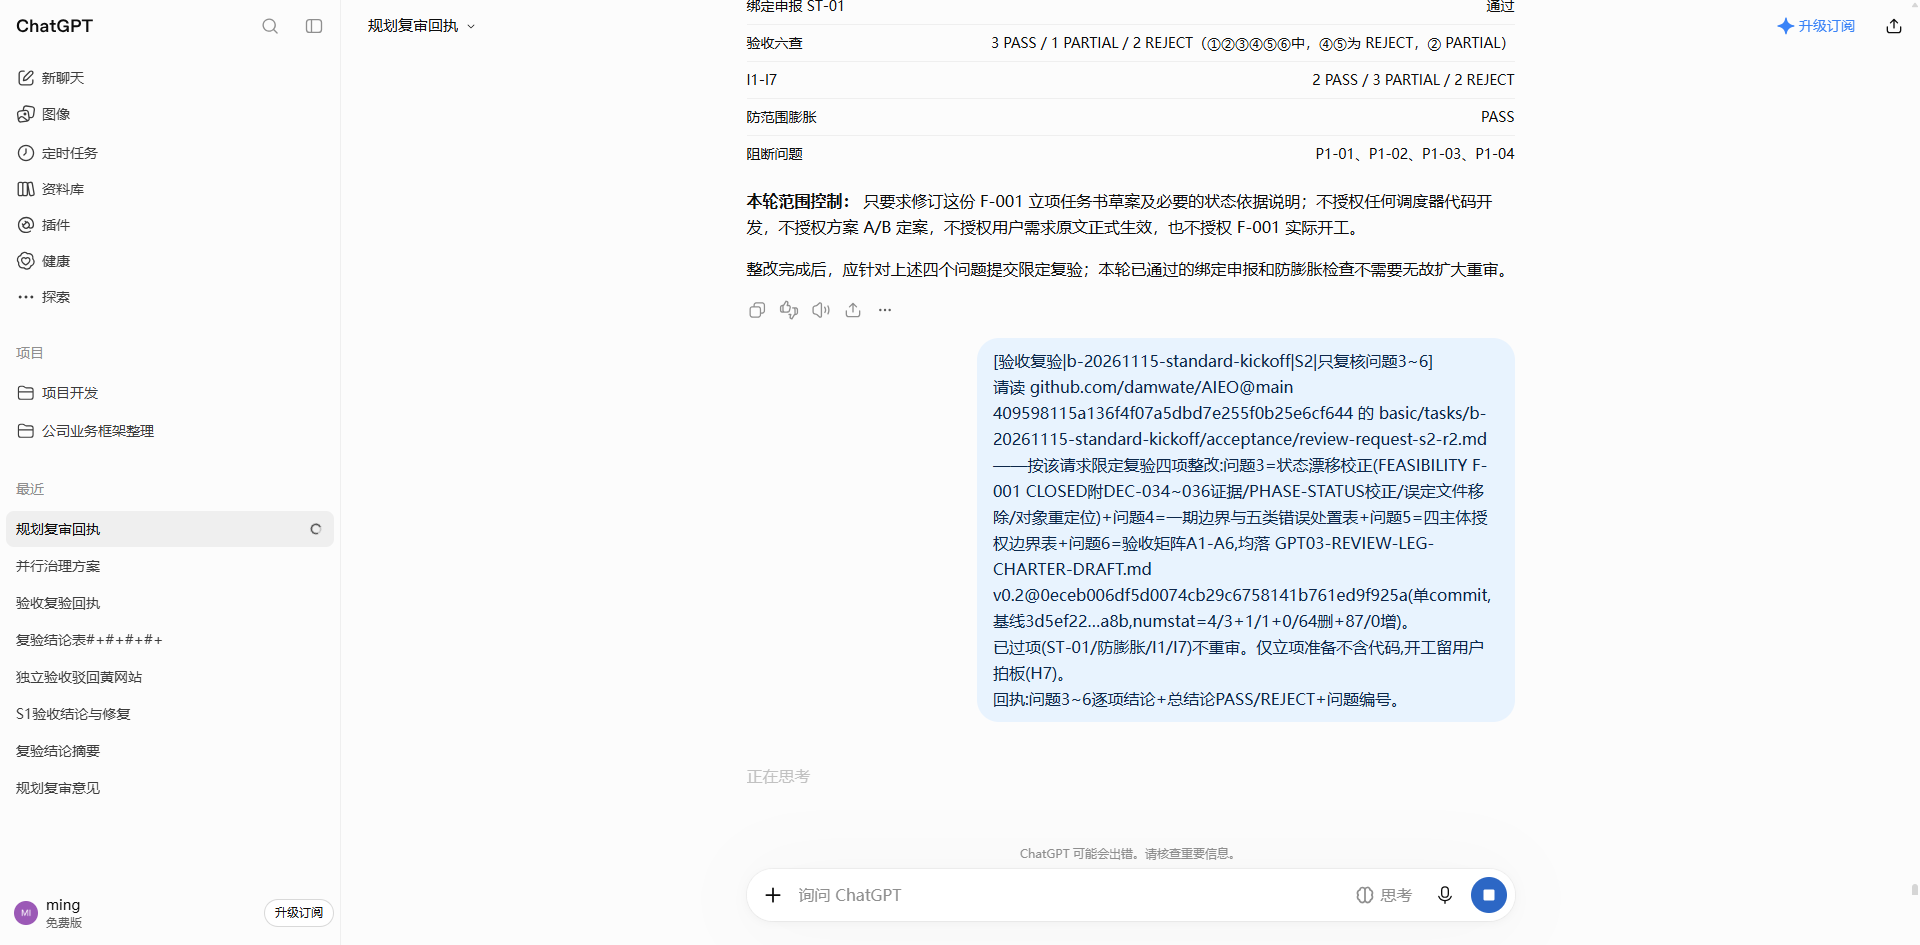 ChatGPT
新聊天
图像
定时任务
资料库
插件
健康
探索
项目
项目开发
公司业务框架整理
最近
规划复审回执
并行治理方案
验收复验回执
复验结论表#+#+#+#+
独立验收驳回黄网站
S1验收结论与修复
复验结论摘要
规划复审意见
MI
ming
免费版
升级订阅
规划复审回执
升级订阅
绑定申报 ST-01 通过
验收六查 3 PASS / 1 PARTIAL / 2 REJECT（①②③④⑤⑥中，④⑤为 REJECT，② PARTIAL）
I1-I7 2 PASS / 3 PARTIAL / 2 REJECT
防范围膨胀 PASS
阻断问题 P1-01、P1-02、P1-03、P1-04
本轮范围控制： 只要求修订这份 F-001 立项任务书草案及必要的状态依据说明；不授权任何调度器代码开
发，不授权方案 A/B 定案，不授权用户需求原文正式生效，也不授权 F-001 实际开工。
整改完成后，应针对上述四个问题提交限定复验；本轮已通过的绑定申报和防膨胀检查不需要无故扩大重审。
[验收复验|b-20261115-standard-kickoff|S2|只复核问题3~6]
请读 github.com/damwate/AIEO@main
409598115a136f4f07a5dbd7e255f0b25e6cf644 的 basic/tasks/b-
20261115-standard-kickoff/acceptance/review-request-s2-r2.md
——按该请求限定复验四项整改:问题3=状态漂移校正(FEASIBILITY F-
001 CLOSED附DEC-034~036证据/PHASE-STATUS校正/误定文件移
除/对象重定位)+问题4=一期边界与五类错误处置表+问题5=四主体授
权边界表+问题6=验收矩阵A1-A6,均落 GPT03-REVIEW-LEG-
CHARTER-DRAFT.md
v0.2@0eceb006df5d0074cb29c6758141b761ed9f925a(单commit,
基线3d5ef22…a8b,numstat=4/3+1/1+0/64删+87/0增)。
已过项(ST-01/防膨胀/I1/I7)不重审。仅立项准备不含代码,开工留用户
拍板(H7)。
回执:问题3~6逐项结论+总结论PASS/REJECT+问题编号。
正在思考
ChatGPT 可能会出错。请核查重要信息。
询问 ChatGPT
思考